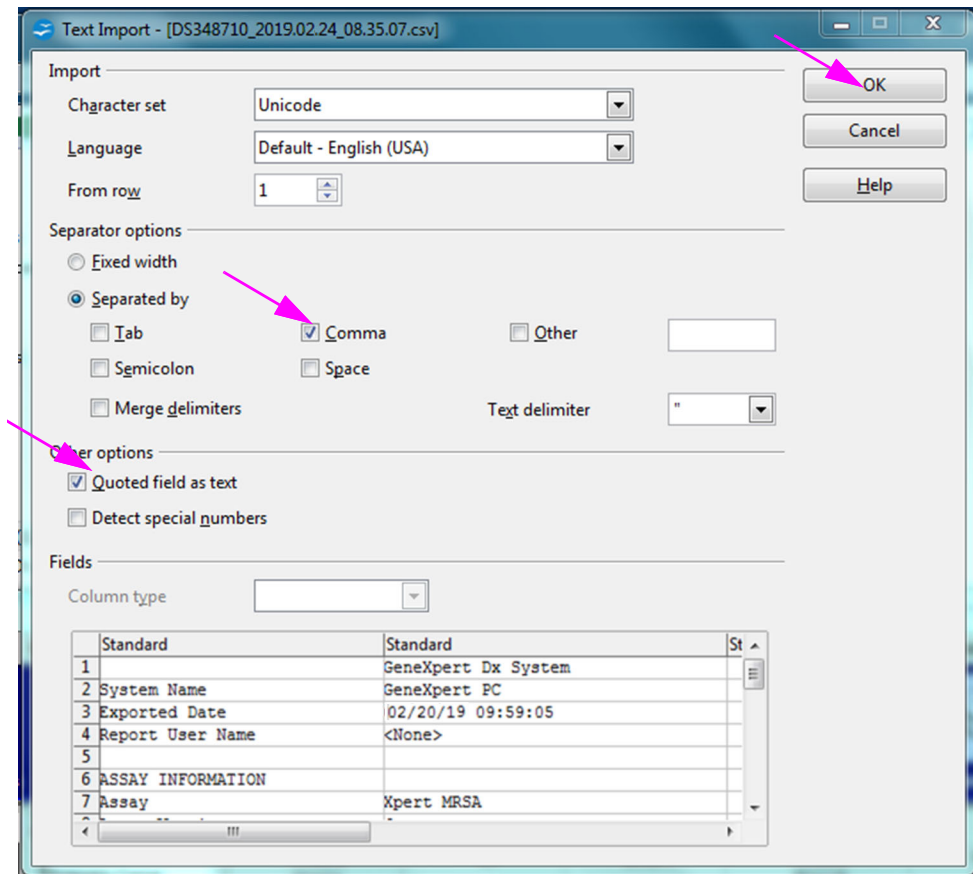 Text Import - [DS348710_2019.02.24_08.35.07.csv]
Import
OK
Character set Unicode
Cancel
Language Default - English (USA)
From row 1
Help
Separator options
Fixed width
Separated by
Tab Comma Other
Semicolon Space
Merge delimiters Text delimiter "
Other options
Quoted field as text
Detect special numbers
Fields
Column type
Standard Standard St
1 GeneXpert Dx System
2 System Name GeneXpert PC
3 Exported Date 02/20/19 09:59:05
4 Report User Name <None>
5
6 ASSAY INFORMATION
7 Assay Xpert MRSA